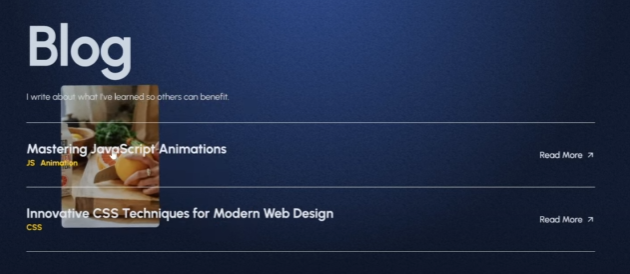 Blog
I write about what I've learned so others can benefit.
Mastering JavaScript Animations
JS Animation
Read More
Innovative CSS Techniques for Modern Web Design
CSS
Read More